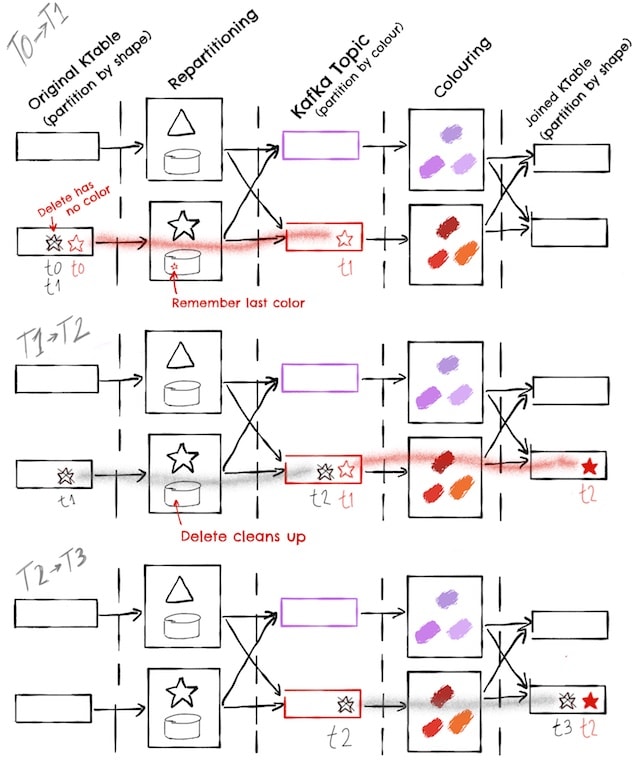 T0→T1
Original KTable
(partition by shape)
Repartitioning
Kafka Topic
(partition by colour)
Colouring
Joined KTable
(partition by shape)
Delete has
no color
t0 t0
t1
t1
Remember last color
T1→T2
t1
t2 t1
t2
Delete cleans up
T2→T3
t2
t3 t2